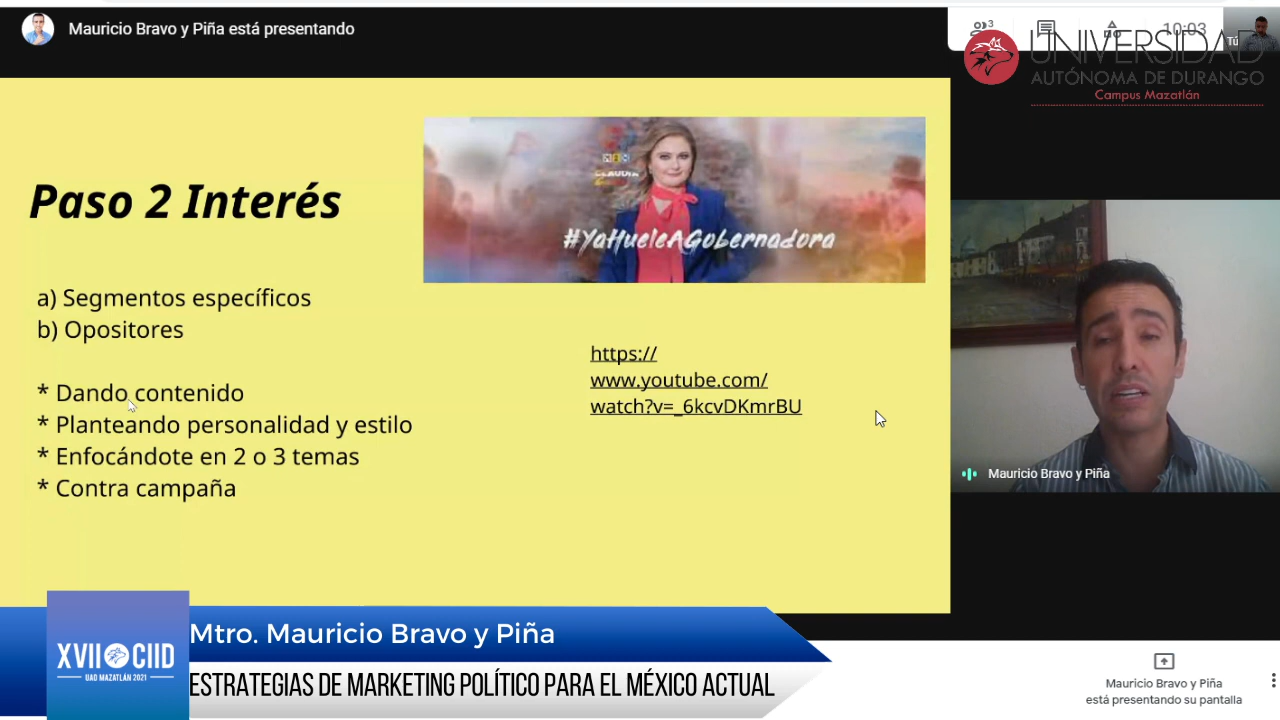 Mauricio Bravo y Piña está presentando
3
10:03
Tú
UNIVERSIDAD
AUTÓNOMA DE DURANGO
Campus Mazatlán
Paso 2 Interés
CLAUDIA
#YaHueleAGobernadora
a) Segmentos específicos
b) Opositores
* Dando contenido
* Planteando personalidad y estilo
* Enfocándote en 2 o 3 temas
* Contra campaña
https://
www.youtube.com/
watch?v=_6kcvDKmrBU
Mauricio Bravo y Piña
XVII CIID
UAD MAZATLÁN 2021
Mtro. Mauricio Bravo y Piña
ESTRATEGIAS DE MARKETING POLÍTICO PARA EL MÉXICO ACTUAL
Mauricio Bravo y Piña
está presentando su pantalla